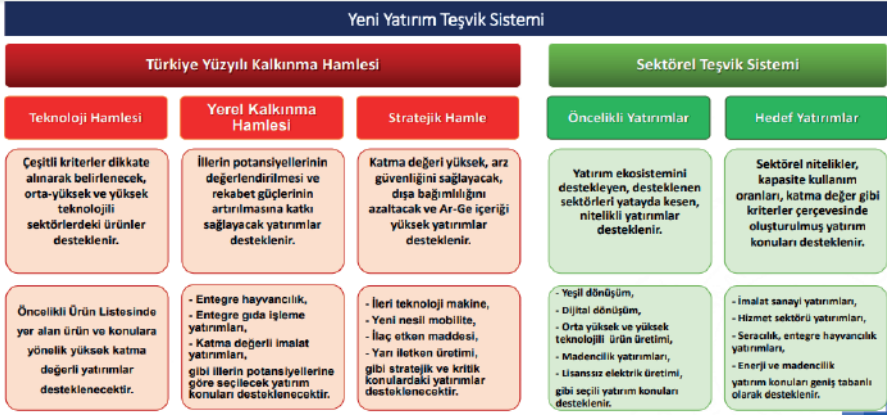 Yeni Yatırım Teşvik Sistemi
Türkiye Yüzyılı Kalkınma Hamlesi
Sektörel Teşvik Sistemi
Teknoloji Hamlesi
Yerel Kalkınma
Hamlesi
Stratejik Hamle
Öncelikli Yatırımlar
Hedef Yatırımlar
Çeşitli kriterler dikkate
alınarak belirlenecek,
orta-yüksek ve yüksek
teknolojili
sektörlerdeki ürünler
desteklenir.
İllerin potansiyellerinin
değerlendirilmesi ve
rekabet güçlerinin
artırılmasına katkı
sağlayacak yatırımlar
desteklenir.
Katma değeri yüksek, arz
güvenliğini sağlayacak,
dışa bağımlılığını
azaltacak ve Ar-Ge içeriği
yüksek yatırımlar
desteklenir.
Yatırım ekosistemini
destekleyen, desteklenen
sektörleri yatayda kesen,
nitelikli yatırımlar
desteklenir.
Sektörel nitelikler,
kapasite kullanım
oranları, katma değer gibi
kriterler çerçevesinde
oluşturulmuş yatırım
konuları desteklenir.
Öncelikli Ürün Listesinde
yer alan ürün ve konulara
yönelik yüksek katma
değerli yatırımlar
desteklenecektir.
- Entegre hayvancılık,
- Entegre gıda işleme
yatırımları,
- Katma değerli imalat
yatırımları,
gibi illerin potansiyellerine
göre seçilecek yatırım
konuları desteklenecektir.
- İleri teknoloji makine,
- Yeni nesil mobilite,
- İlaç etken maddesi,
- Yarı iletken üretimi,
gibi stratejik ve kritik
konulardaki yatırımlar
desteklenecektir.
- Yeşil dönüşüm,
- Dijital dönüşüm,
- Orta yüksek ve yüksek
teknolojili ürün üretimi,
- Madencilik yatırımları,
- Lisanssız elektrik üretimi,
gibi seçili yatırım konuları
desteklenir.
- İmalat sanayi yatırımları,
- Hizmet sektörü yatırımları,
- Seracılık, entegre hayvancılık
yatırımları,
- Enerji ve madencilik
yatırım konuları geniş tabanlı
olarak desteklenir.